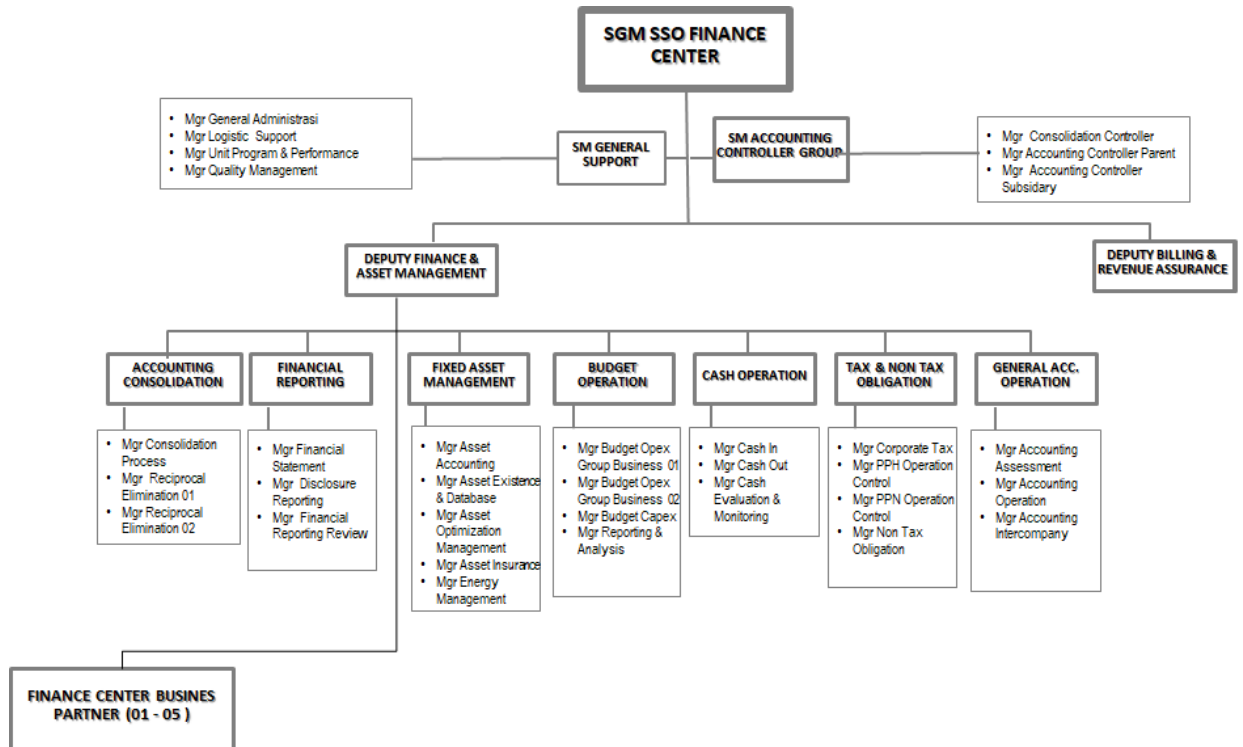 SGM SSO FINANCE
CENTER
• Mgr General Administrasi
• Mgr Logistic Support
• Mgr Unit Program & Performance
• Mgr Quality Management
SM GENERAL
SUPPORT
SM ACCOUNTING
CONTROLLER GROUP
• Mgr Consolidation Controller
• Mgr Accounting Controller Parent
• Mgr Accounting Controller
Subsidary
DEPUTY FINANCE &
ASSET MANAGEMENT
DEPUTY BILLING &
REVENUE ASSURANCE
ACCOUNTING
CONSOLIDATION
FINANCIAL
REPORTING
FIXED ASSET
MANAGEMENT
BUDGET
OPERATION
CASH OPERATION
TAX & NON TAX
OBLIGATION
GENERAL ACC.
OPERATION
• Mgr Consolidation
Process
• Mgr Reciprocal
Elimination 01
• Mgr Reciprocal
Elimination 02
• Mgr Financial
Statement
• Mgr Disclosure
Reporting
• Mgr Financial
Reporting Review
• Mgr Asset
Accounting
• Mgr Asset Existence
& Database
• Mgr Asset
Optimization
Management
• Mgr Asset Insurance
• Mgr Energy
Management
• Mgr Budget Opex
Group Business 01
• Mgr Budget Opex
Group Business 02
• Mgr Budget Capex
• Mgr Reporting &
Analysis
• Mgr Cash In
• Mgr Cash Out
• Mgr Cash
Evaluation &
Monitoring
• Mgr Corporate Tax
• Mgr PPH Operation
Control
• Mgr PPN Operation
Control
• Mgr Non Tax
Obligation
• Mgr Accounting
Assessment
• Mgr Accounting
Operation
• Mgr Accounting
Intercompany
FINANCE CENTER BUSINES
PARTNER (01 - 05 )